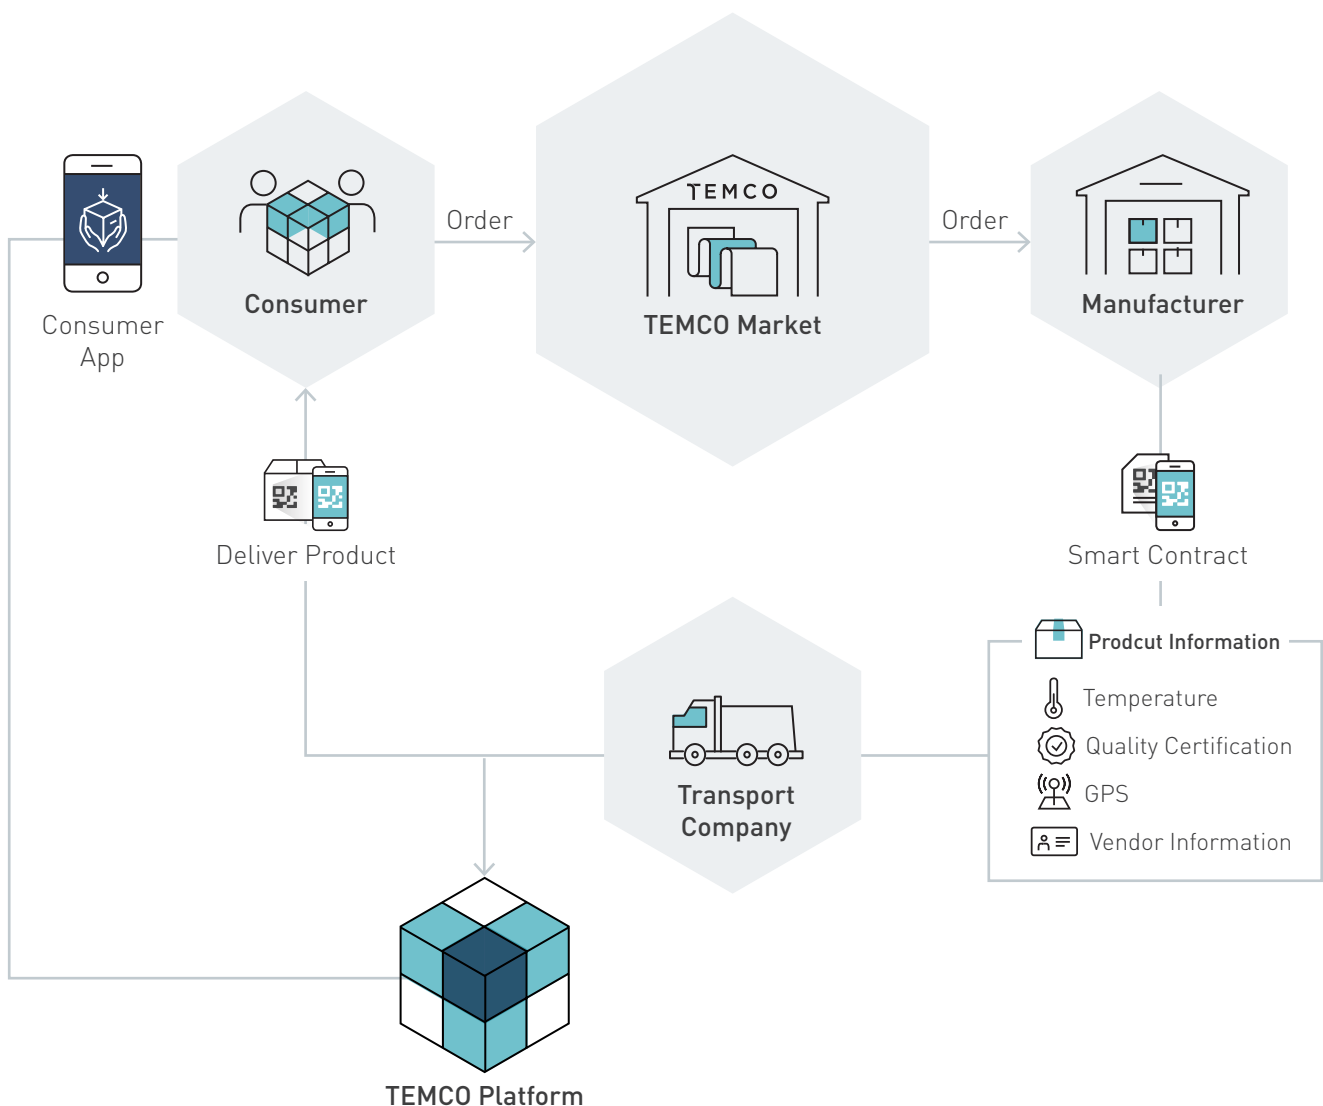 TEMCO
Order
Order
Consumer
TEMCO Market
Manufacturer
Consumer
App
Deliver Product
Smart Contract
Prodcut Information
Temperature
Quality Certification
GPS
Vendor Information
Transport
Company
TEMCO Platform